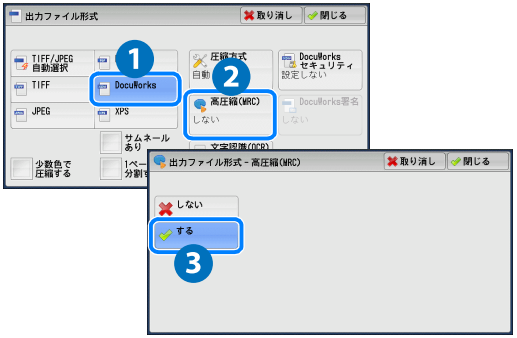 出力ファイル形式
取り消し
閉じる
TIFF/JPEG
自動選択
1
圧縮方式
自動
DocuWorks
セキュリティ
設定しない
TIFF
DocuWorks
2
高圧縮(MRC)
しない
DocuWorks署名
しない
JPEG
XPS
サムネール
あり
文字認識(OCR)
少数色で
圧縮する
1ペー
分割す
出力ファイル形式 - 高圧縮(MRC)
取り消し
閉じる
しない
する
3